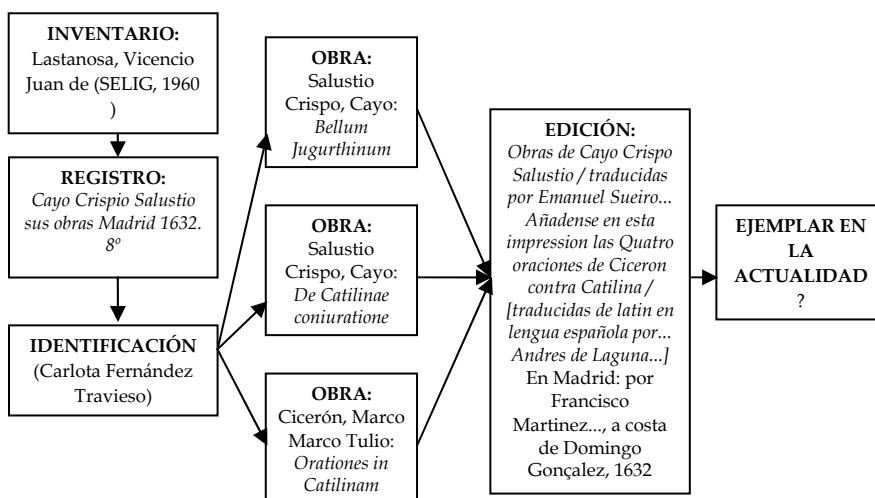 INVENTARIO:
Lastanosa, Vicencio
Juan de (SELIG, 1960
)
REGISTRO:
Cayo Crispio Salustio
sus obras Madrid 1632.
8º
IDENTIFICACIÓN
(Carlota Fernández
Travieso)
OBRA:
Salustio
Crispo, Cayo:
Bellum
Jugurthinum
OBRA:
Salustio
Crispo, Cayo:
De Catilinae
coniuratione
OBRA:
Cicerón, Marco
Marco Tulio:
Orationes in
Catilinam
EDICIÓN:
Obras de Cayo Crispo
Salustio / traducidas
por Emanuel Sueiro...
Añadense en esta
impression las Quatro
oraciones de Ciceron
contra Catilina /
[traducidas de latin en
lengua española por...
Andres de Laguna...]
En Madrid: por
Francisco
Martinez..., a costa
de Domingo
Gonçalez, 1632
EJEMPLAR EN
LA
ACTUALIDAD
?